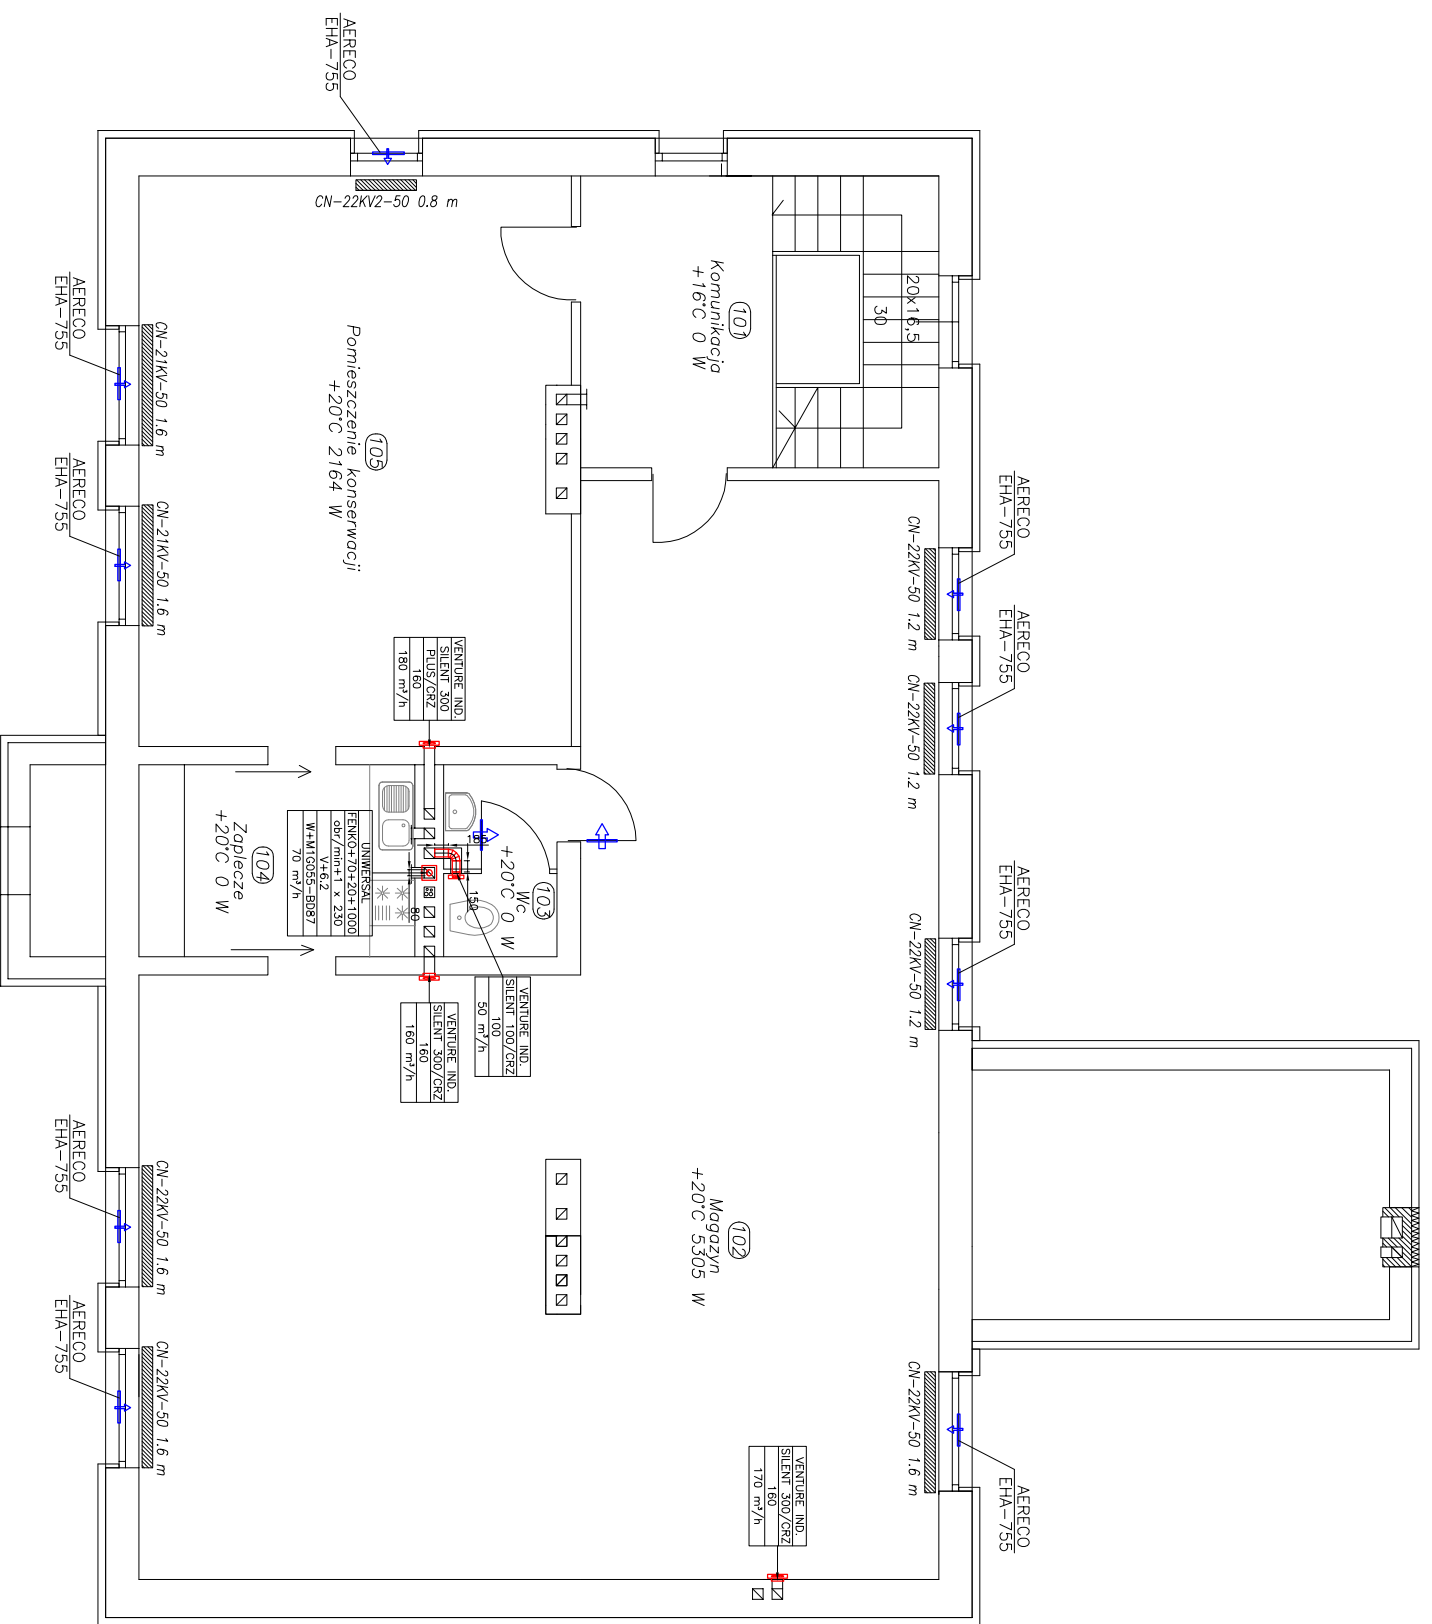 AERECO
EHA-755
CN-22KV2-50 0.8 m
AERECO
EHA-755
CN-21KV-50 1.6 m
AERECO
EHA-755
CN-21KV-50 1.6 m
101
Komunikacja
+16°C 0 W
20x16,5
30
105
Pomieszczenie konserwacji
+20°C 2164 W
AERECO
EHA-755
CN-22KV-50 1.2 m
AERECO
EHA-755
CN-22KV-50 1.2 m
VENTURE IND.
SILENT 300
PLUS/CRZ
160
180 m³/h
UNIWERSAL
FENKO+70+20+1000
obr/min+1 x 230
V+6.2
W+M1G055-BD87
70 m³/h
104
Zaplecze
+20°C 0 W
103
Wc
+20°C 0 W
150
80
VENTURE IND.
SILENT 100/CRZ
100
50 m³/h
VENTURE IND.
SILENT 300/CRZ
160
160 m³/h
AERECO
EHA-755
CN-22KV-50 1.2 m
102
Magazyn
+20°C 5305 W
AERECO
EHA-755
CN-22KV-50 1.6 m
AERECO
EHA-755
CN-22KV-50 1.6 m
AERECO
EHA-755
CN-22KV-50 1.6 m
VENTURE IND.
SILENT 300/CRZ
160
170 m³/h